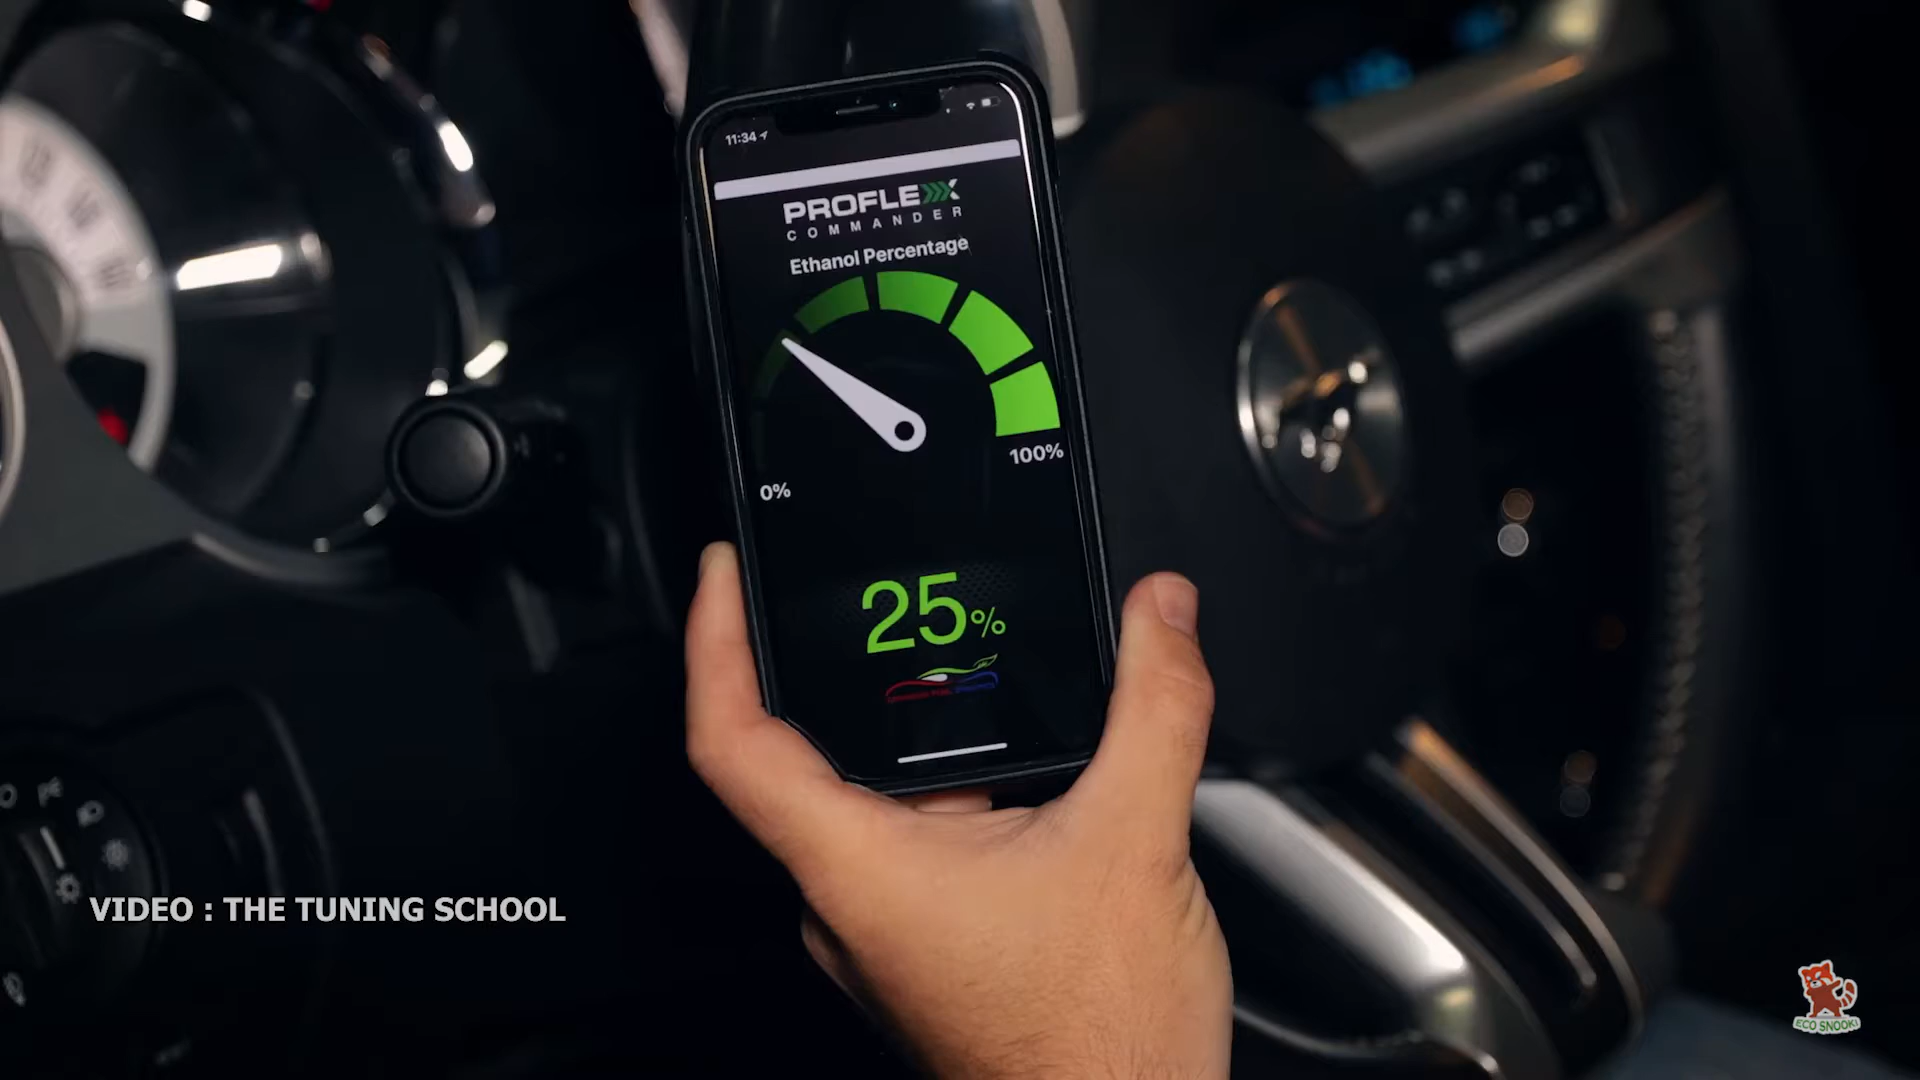 11:34
PROFLEX
COMMANDER
Ethanol Percentage
0%
100%
25%
VIDEO : THE TUNING SCHOOL
ECO SNOOKI